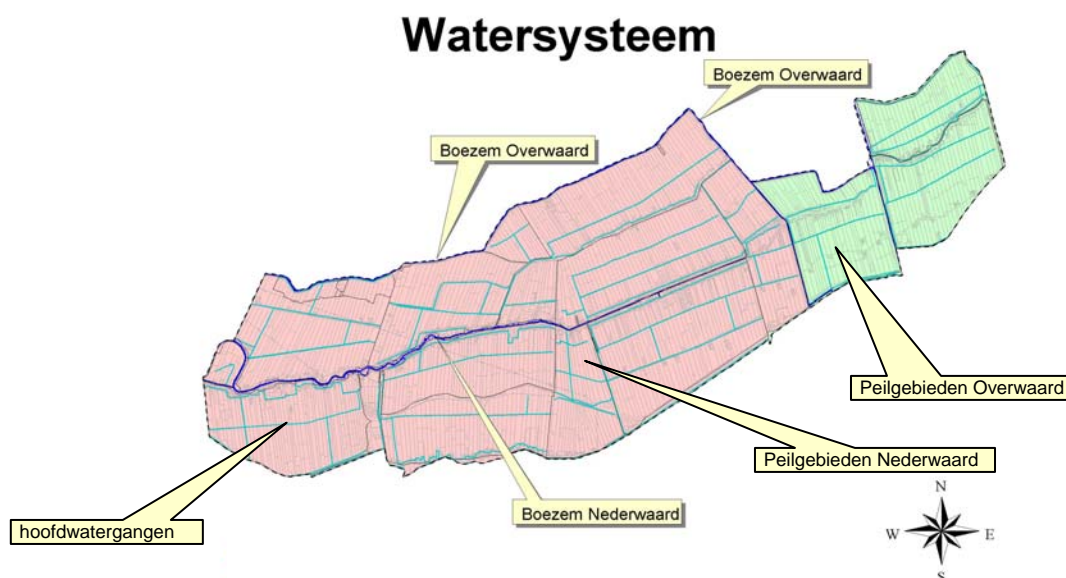 Watersysteem
Boezem Overwaard
Boezem Overwaard
Peilgebieden Overwaard
Peilgebieden Nederwaard
Boezem Nederwaard
hoofdwatergangen
N
W
E
S